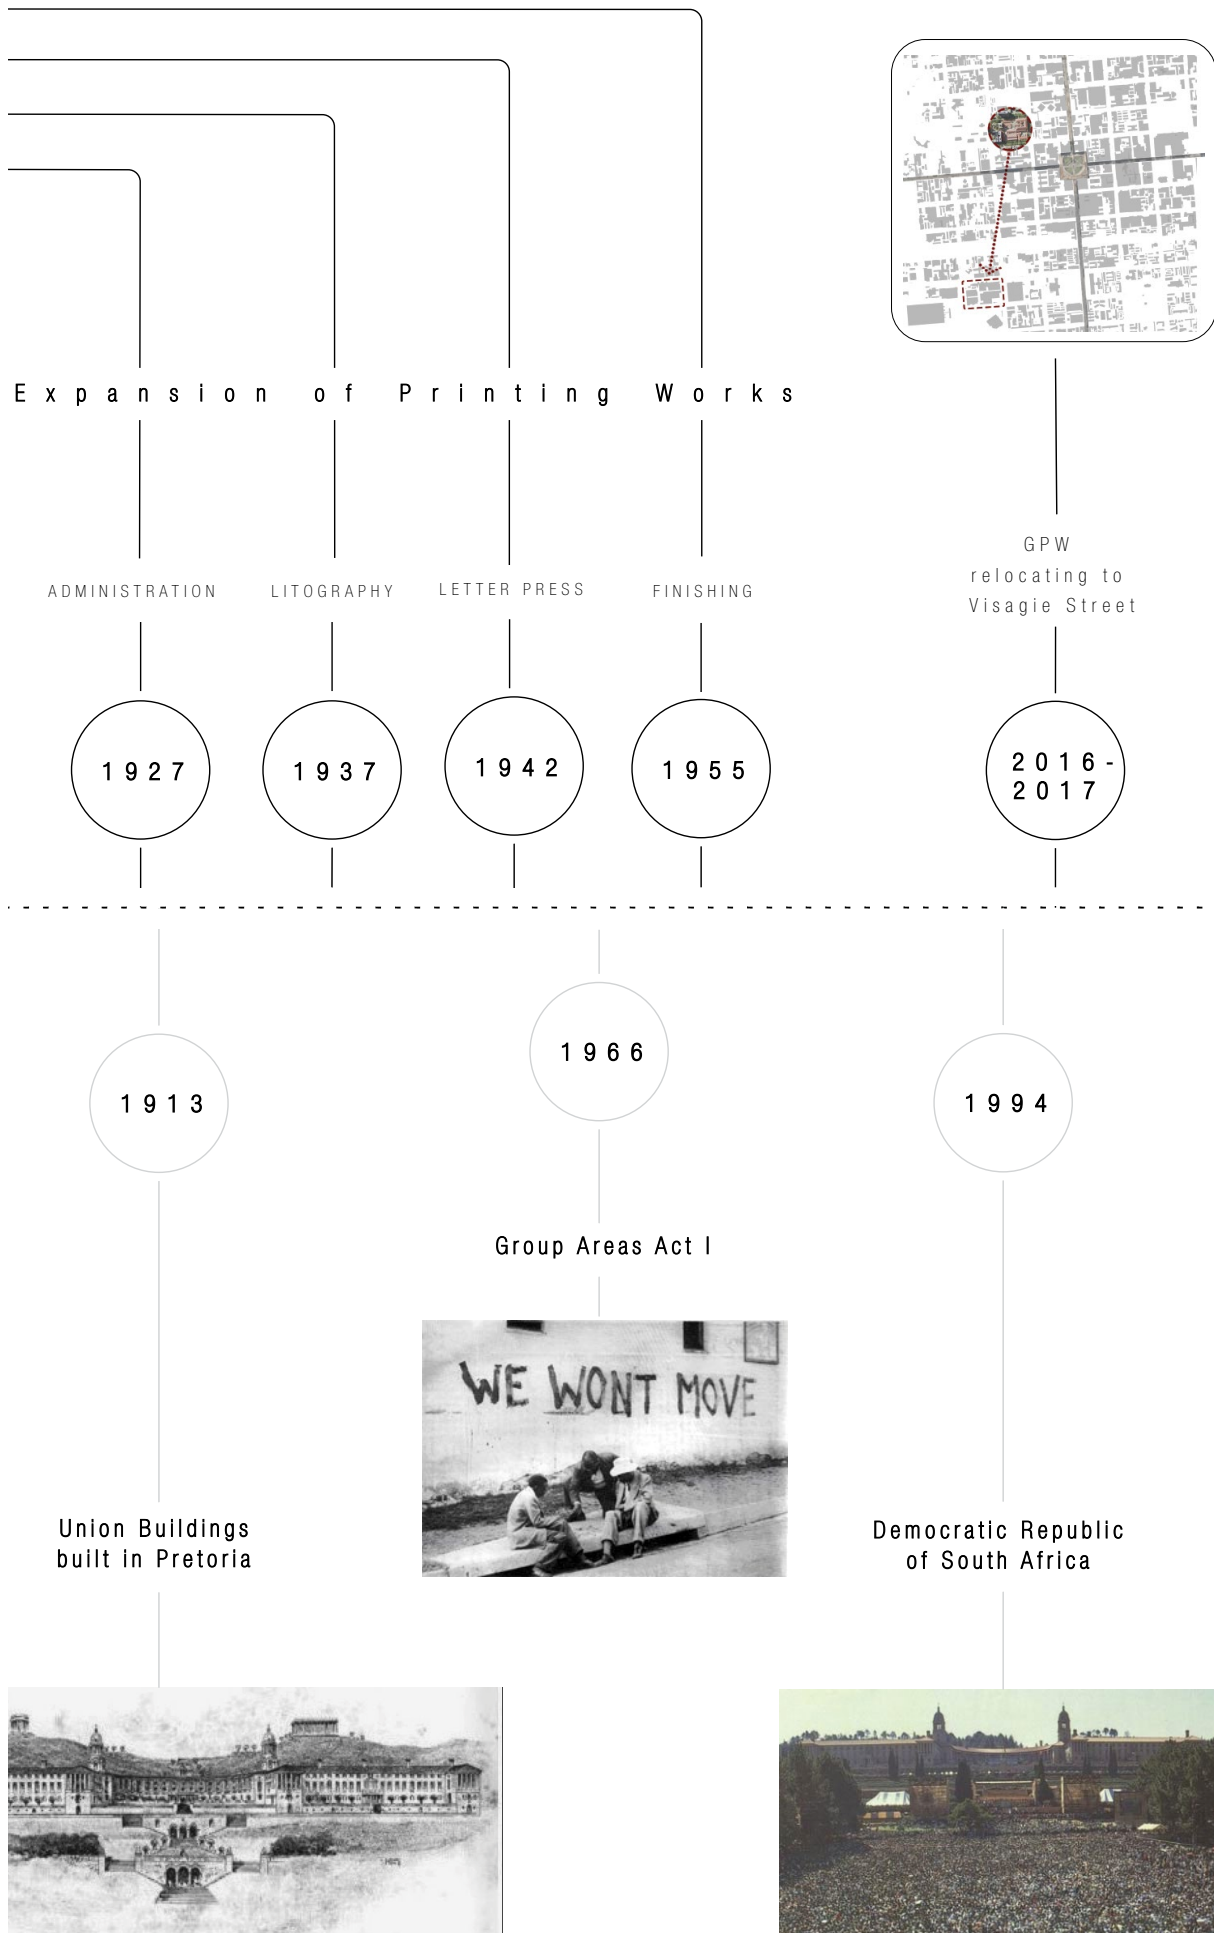 Expansion of Printing Works
GPW
relocating to
Visagie Street
ADMINISTRATION
LITOGRAPHY
LETTER PRESS
FINISHING
1927
1937
1942
1955
2016-
2017
1913
1966
1994
Group Areas Act I
WE WONT MOVE
Union Buildings
built in Pretoria
Democratic Republic
of South Africa